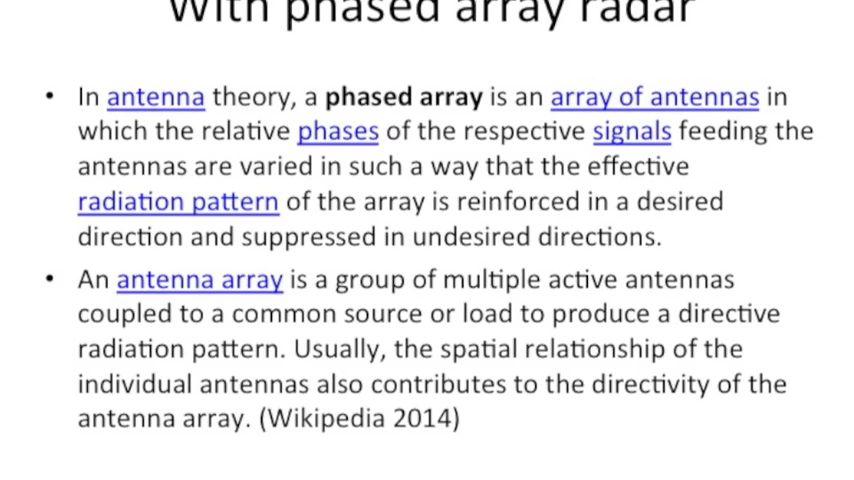 With phased array radar
• In antenna theory, a phased array is an array of antennas in
which the relative phases of the respective signals feeding the
antennas are varied in such a way that the effective
radiation pattern of the array is reinforced in a desired
direction and suppressed in undesired directions.
• An antenna array is a group of multiple active antennas
coupled to a common source or load to produce a directive
radiation pattern. Usually, the spatial relationship of the
individual antennas also contributes to the directivity of the
antenna array. (Wikipedia 2014)